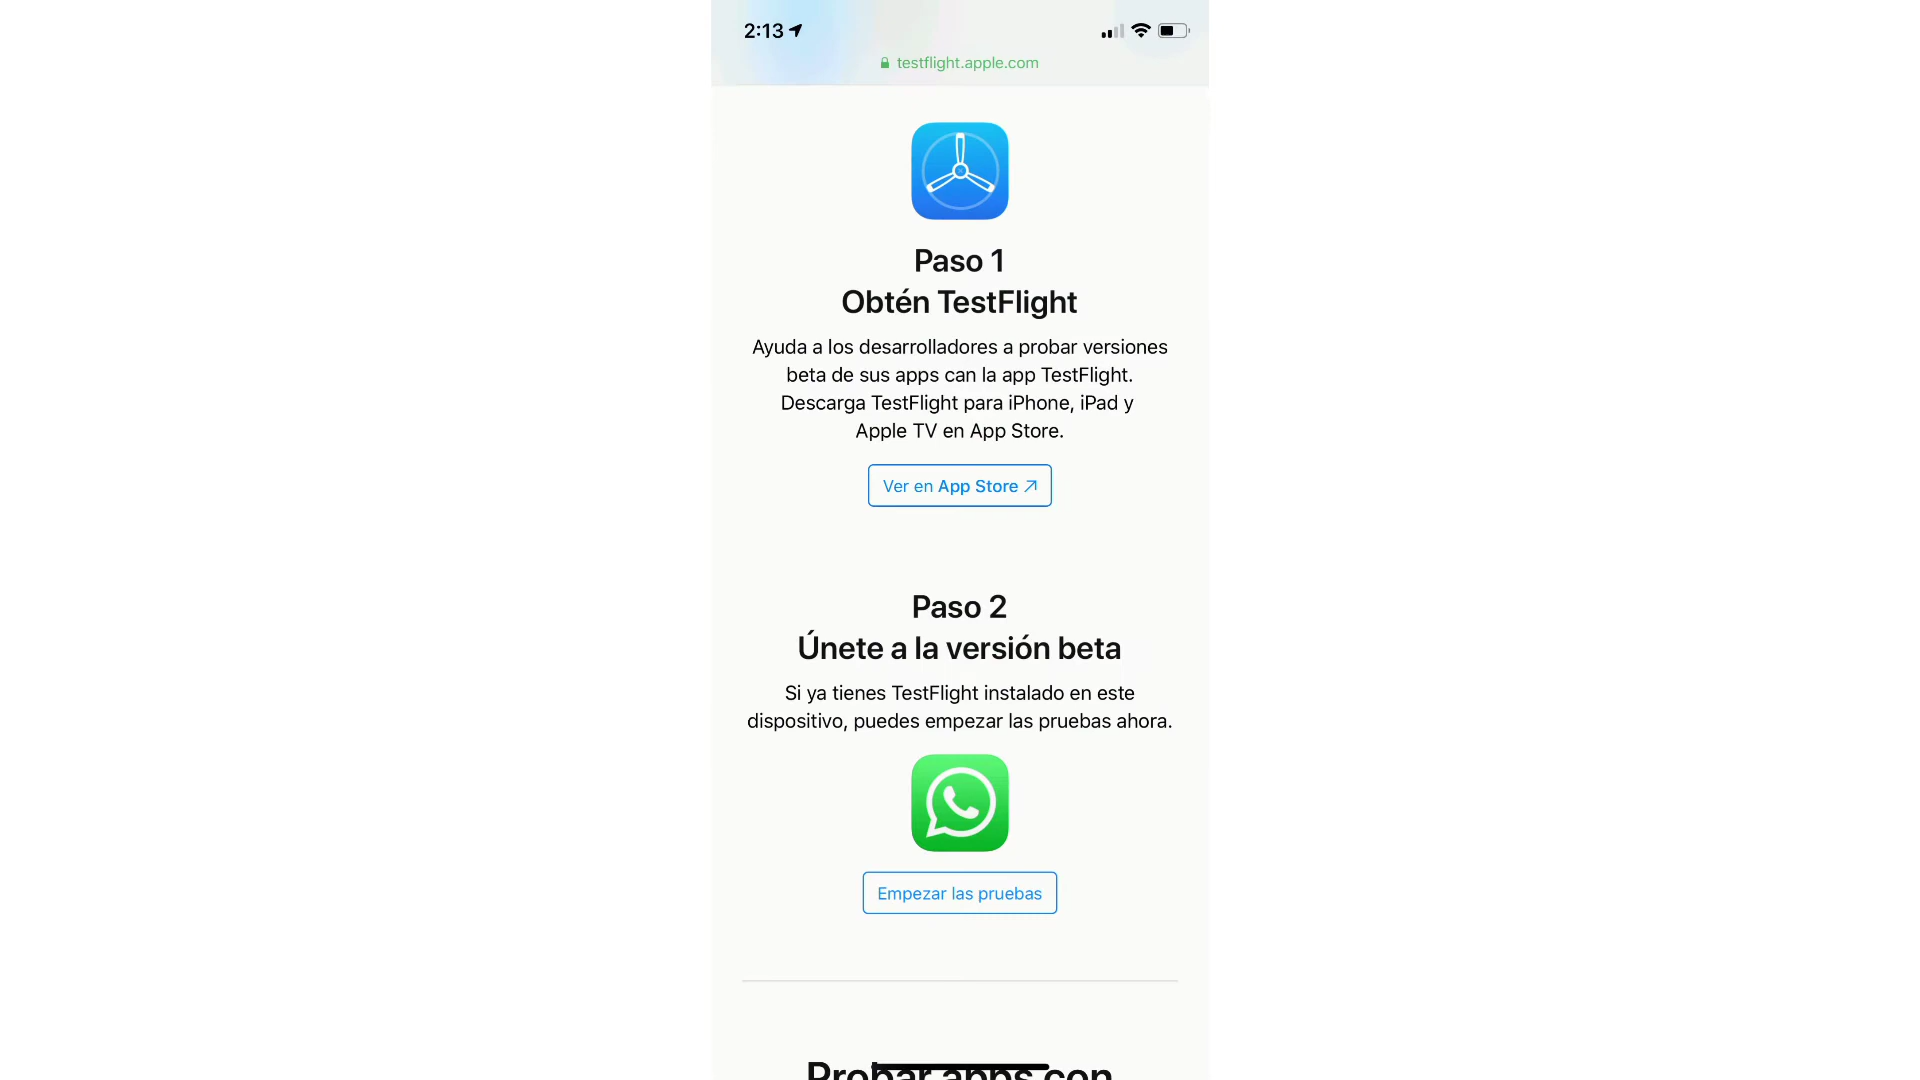 2:13
testflight.apple.com
Paso 1
Obtén TestFlight
Ayuda a los desarrolladores a probar versiones
beta de sus apps can la app TestFlight.
Descarga TestFlight para iPhone, iPad y
Apple TV en App Store.
Ver en App Store
Paso 2
Únete a la versión beta
Si ya tienes TestFlight instalado en este
dispositivo, puedes empezar las pruebas ahora.
Empezar las pruebas
Probar apps con